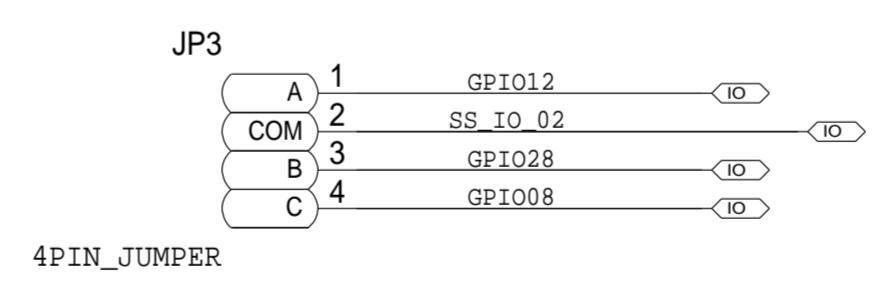 JP3
A 1 GPIO12 IO
COM 2 SS_IO_02 IO
B 3 GPIO28 IO
C 4 GPIO08 IO
4PIN_JUMPER